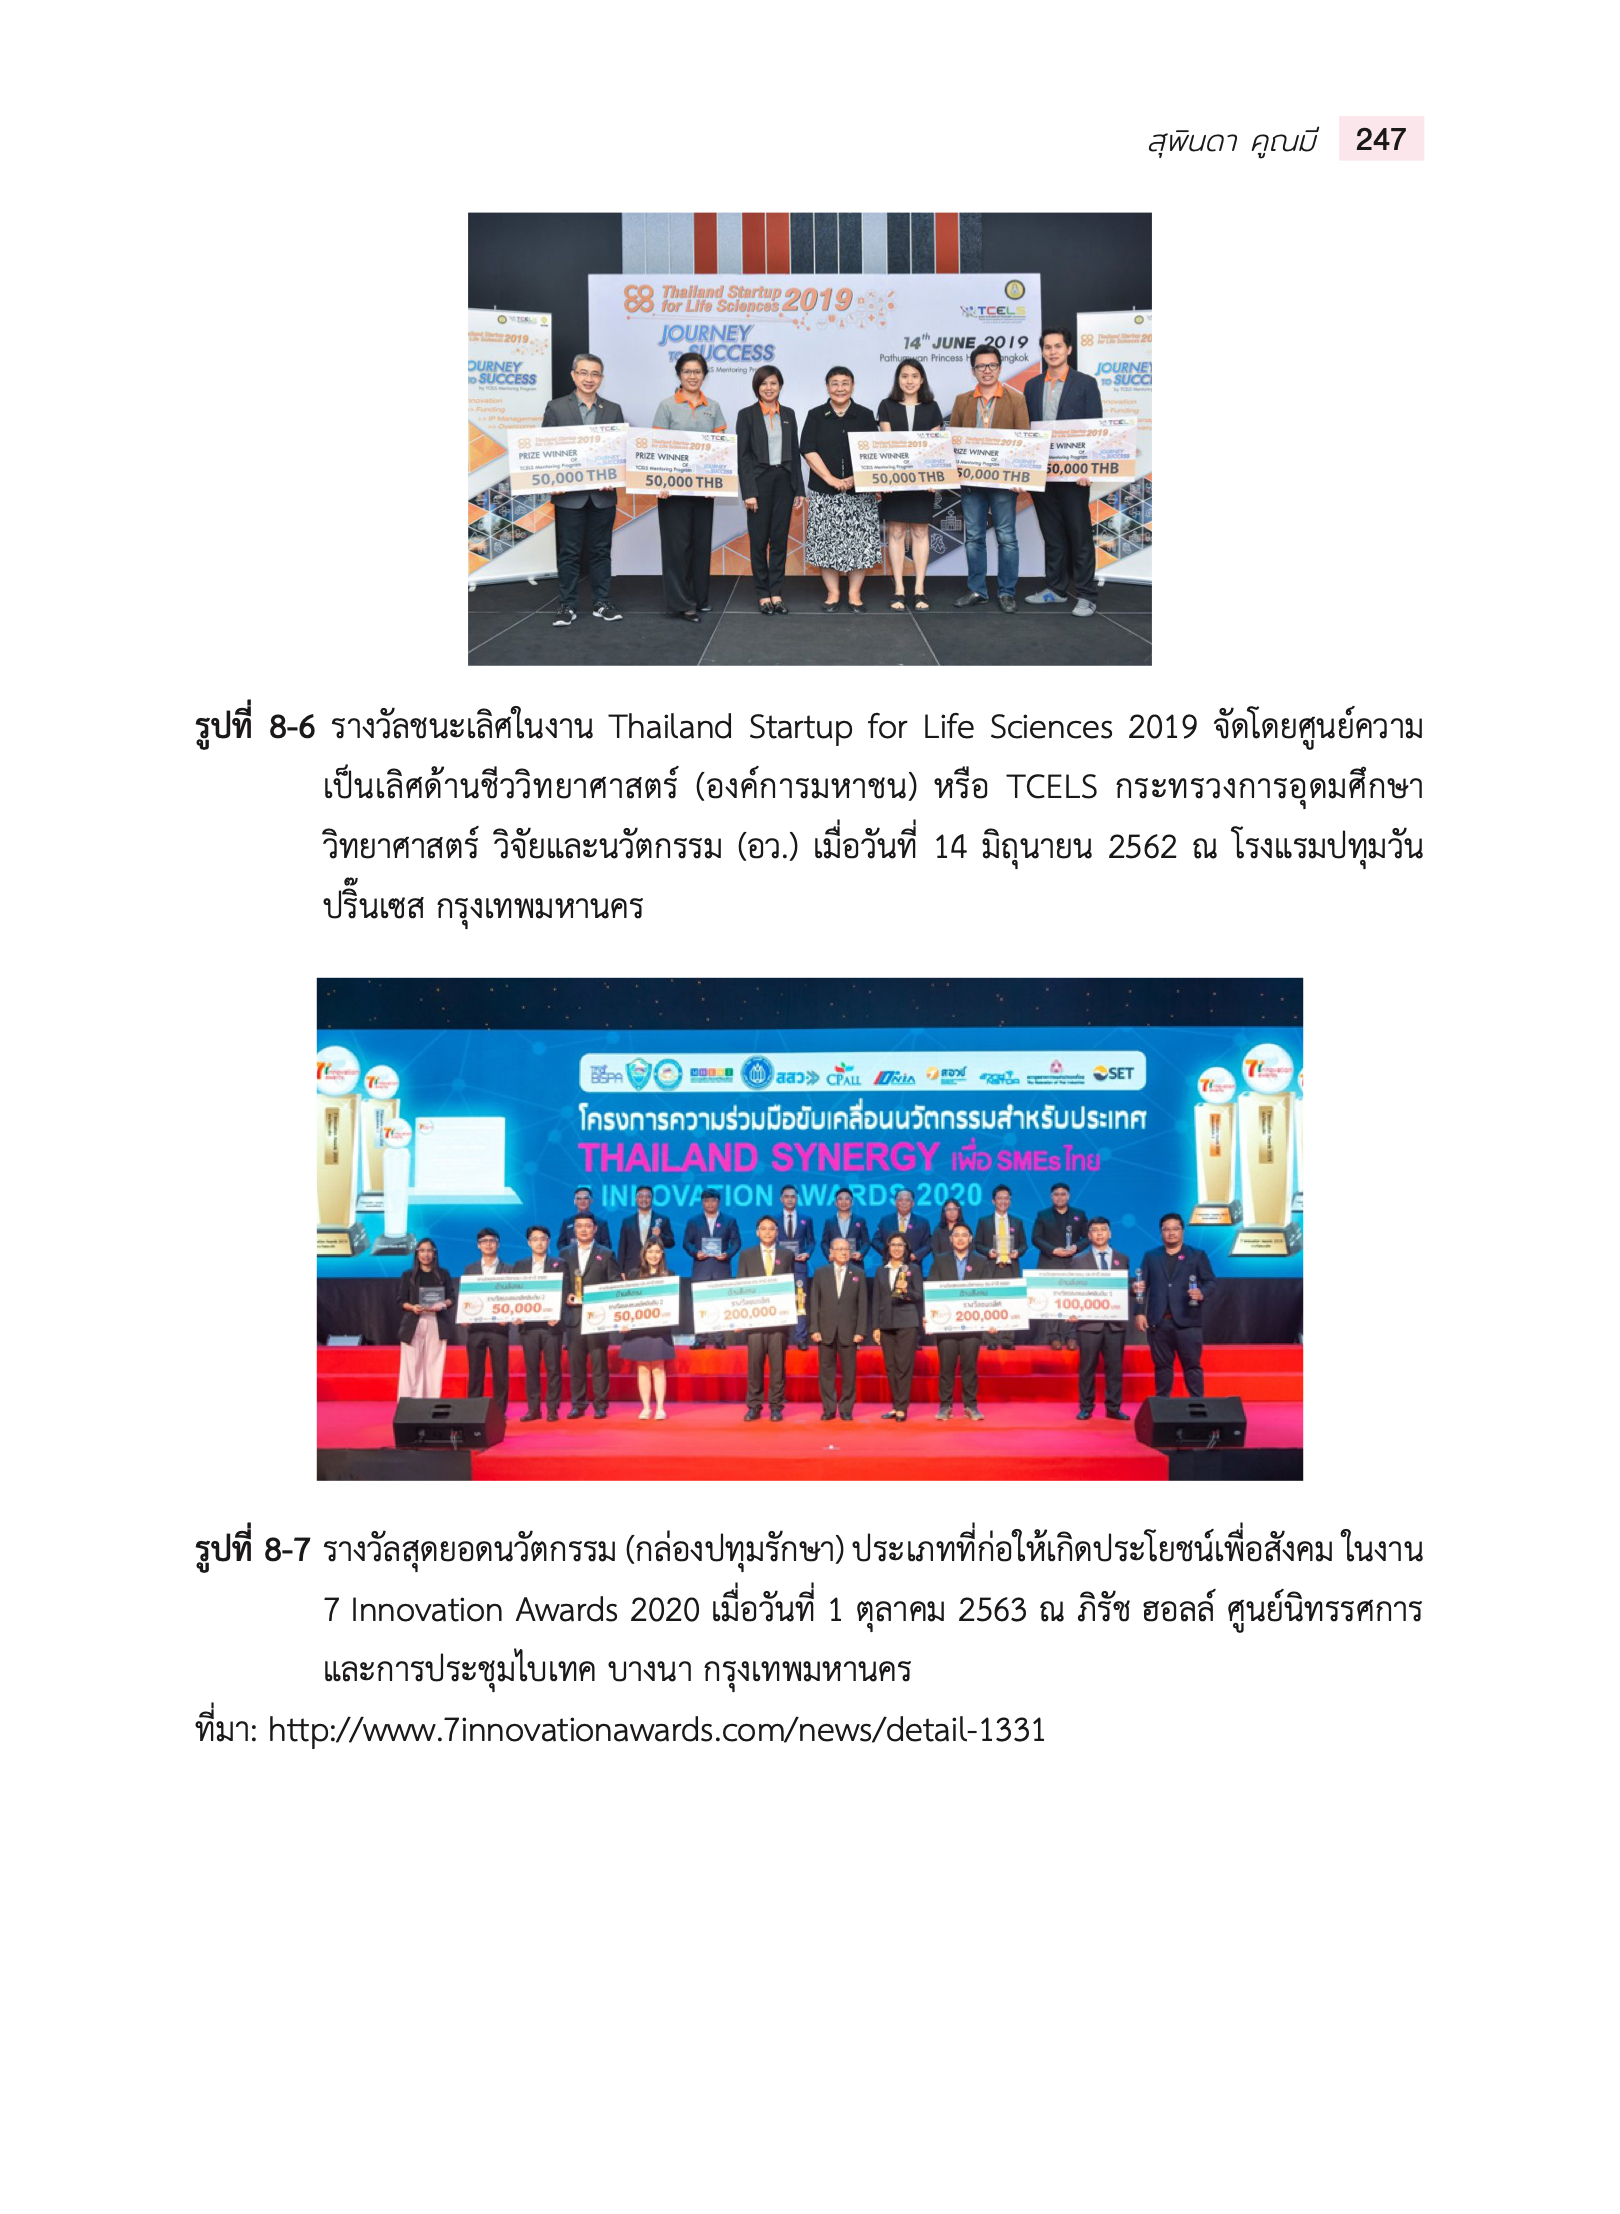 สุพินดา คูณมี 247
Thailand Startup
for Life Sciences 2019
TCELS
JOURNEY
TO SUCCESS
14th JUNE 2019
PRIZE WINNER
OF
TCELS Mentoring Program
50,000 THB
PRIZE WINNER
OF
TCELS Mentoring Program
50,000 THB
PRIZE WINNER
OF
TCELS Mentoring Program
50,000 THB
50,000 THB
50,000 THB
รูปที่ 8-6 รางวัลชนะเลิศในงาน Thailand Startup for Life Sciences 2019 จัดโดยศูนย์ความ
เป็นเลิศด้านชีววิทยาศาสตร์ (องค์การมหาชน) หรือ TCELS กระทรวงการอุดมศึกษา
วิทยาศาสตร์ วิจัยและนวัตกรรม (อว.) เมื่อวันที่ 14 มิถุนายน 2562 ณ โรงแรมปทุมวัน
ปริ๊นเซส กรุงเทพมหานคร
สสว CPALL NIA สอวช NSTDA SET
โครงการความร่วมมือขับเคลื่อนนวัตกรรมสำหรับประเทศ
THAILAND SYNERGY เพื่อ SMEs ไทย
7 INNOVATION AWARDS 2020
50,000
50,000
200,000
200,000
100,000
รูปที่ 8-7 รางวัลสุดยอดนวัตกรรม (กล่องปทุมรักษา) ประเภทที่ก่อให้เกิดประโยชน์เพื่อสังคม ในงาน
7 Innovation Awards 2020 เมื่อวันที่ 1 ตุลาคม 2563 ณ ภิรัช ฮอลล์ ศูนย์นิทรรศการ
และการประชุมไบเทค บางนา กรุงเทพมหานคร
ที่มา: http://www.7innovationawards.com/news/detail-1331